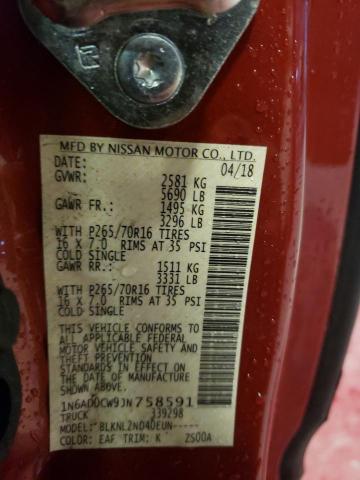 MFD BY NISSAN MOTOR CO., LTD.
DATE: 04/18
GVWR: 2581 KG
5690 LB
GAWR FR.: 1495 KG
3296 LB
WITH P265/70R16 TIRES
16 X 7.0 RIMS AT 35 PSI
COLD SINGLE
GAWR RR.: 1511 KG
3331 LB
WITH P265/70R16 TIRES
16 X 7.0 RIMS AT 35 PSI
COLD SINGLE
THIS VEHICLE CONFORMS TO
ALL APPLICABLE FEDERAL
MOTOR VEHICLE SAFETY AND
THEFT PREVENTION
STANDARDS IN EFFECT ON THE
DATE OF MANUFACTURE
SHOWN ABOVE.
1N6AD0CW9JN758591
TRUCK 339298
MODEL: BLKNL2ND40EUN-----
COLOR: EAF TRIM: K 2S00A